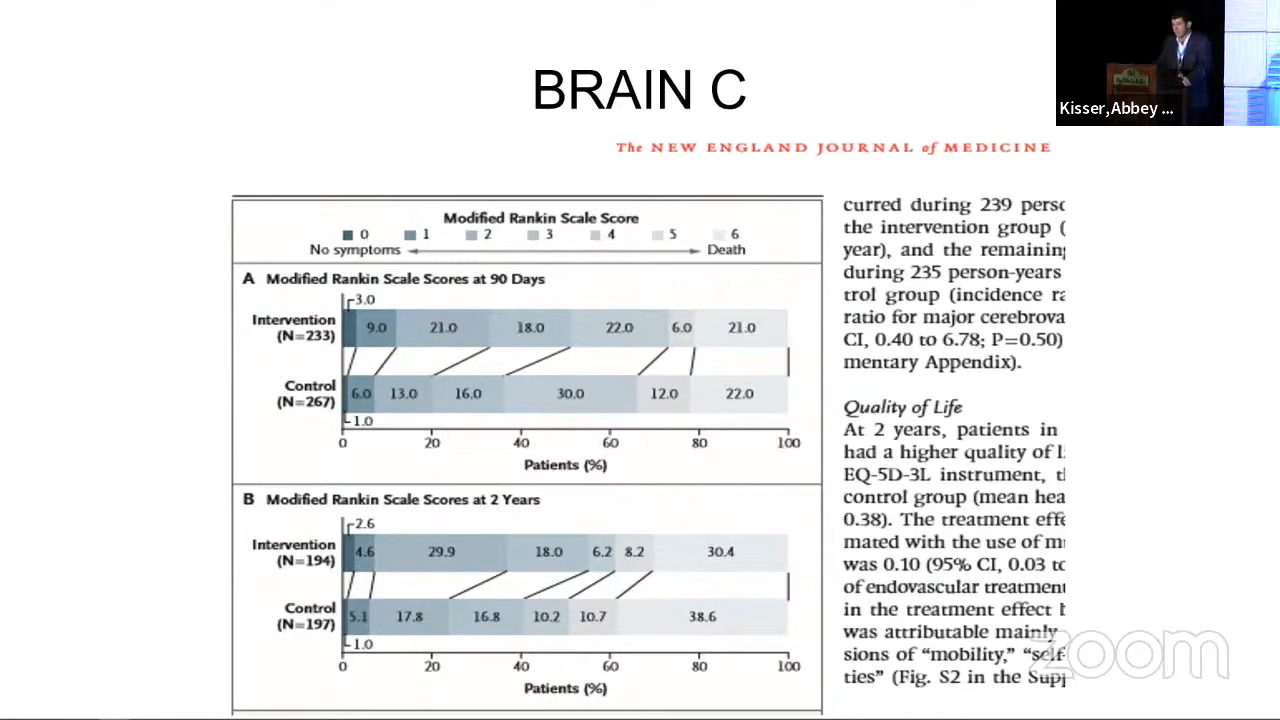 BRAIN C
Kisser,Abbey ...
The NEW ENGLAND JOURNAL of MEDICINE
Modified Rankin Scale Score
0 1 2 3 4 5 6
No symptoms Death
A Modified Rankin Scale Scores at 90 Days
3.0
Intervention
(N=233)
9.0 21.0 18.0 22.0 6.0 21.0
Control
(N=267)
6.0 13.0 16.0 30.0 12.0 22.0
1.0
0 20 40 60 80 100
Patients (%)
B Modified Rankin Scale Scores at 2 Years
2.6
Intervention
(N=194)
4.6 29.9 18.0 6.2 8.2 30.4
Control
(N=197)
5.1 17.8 16.8 10.2 10.7 38.6
1.0
0 20 40 60 80 100
Patients (%)
curred during 239 perso
the intervention group (
year), and the remaining
during 235 person-years
trol group (incidence ra
ratio for major cerebrova
CI, 0.40 to 6.78; P=0.50)
mentary Appendix).
Quality of Life
At 2 years, patients in
had a higher quality of l
EQ-5D-3L instrument, t
control group (mean hea
0.38). The treatment effe
mated with the use of m
was 0.10 (95% CI, 0.03 to
of endovascular treatment
in the treatment effect
was attributable mainly
sions of “mobility,” “self-
ties” (Fig. S2 in the Supp
zoom